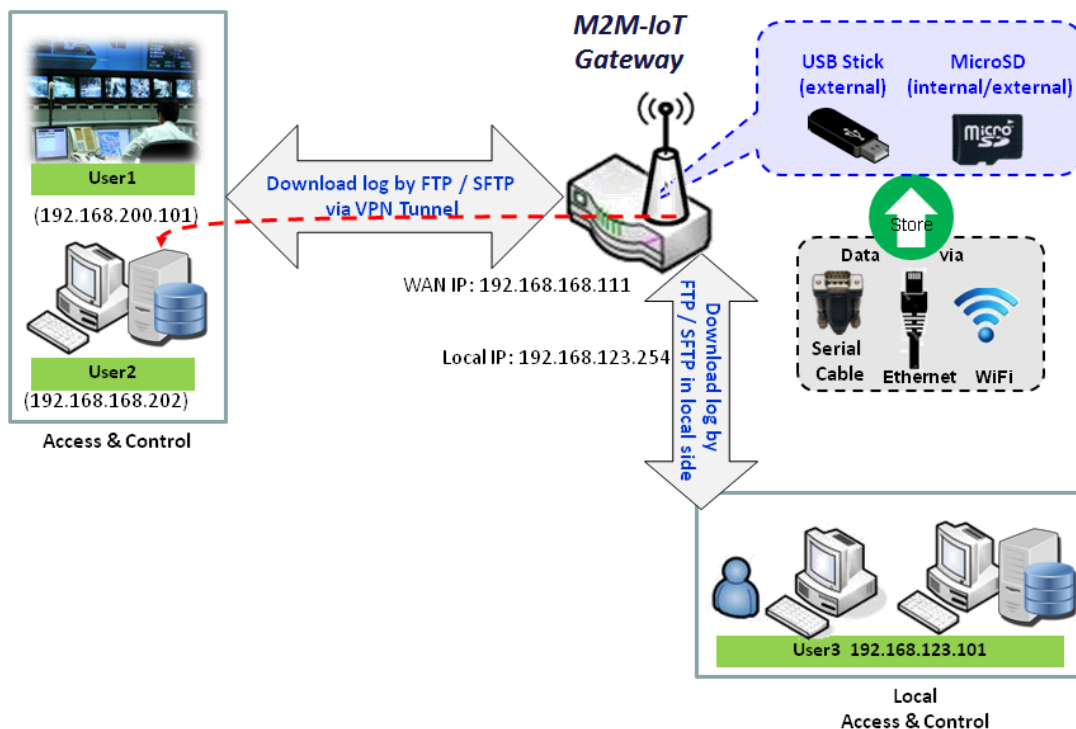 M2M-IoT
Gateway
USB Stick
(external)
MicroSD
(internal/external)
micro
SD
User1
(192.168.200.101)
Download log by FTP / SFTP
via VPN Tunnel
Store
Data via
Serial
Cable
Ethernet
WiFi
WAN IP: 192.168.168.111
Local IP: 192.168.123.254
Download log by
FTP / SFTP in local side
User2
(192.168.168.202)
Access & Control
User3 192.168.123.101
Local
Access & Control